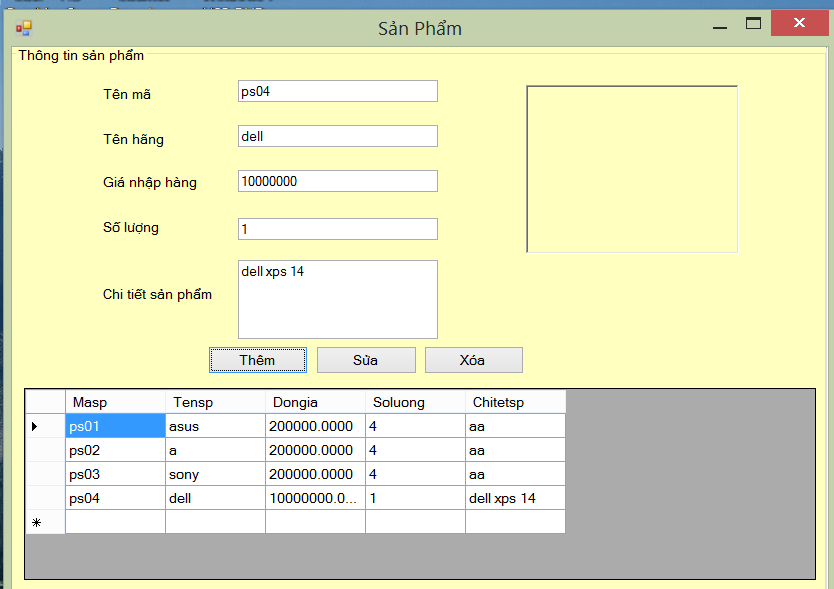 Sản Phẩm
Thông tin sản phẩm
Tên mã ps04
Tên hãng dell
Giá nhập hàng 10000000
Số lượng 1
Chi tiết sản phẩm dell xps 14
Thêm Sửa Xóa
Masp Tensp Dongia Soluong Chitetsp
ps01 asus 200000.0000 4 aa
ps02 a 200000.0000 4 aa
ps03 sony 200000.0000 4 aa
ps04 dell 10000000.0... 1 dell xps 14